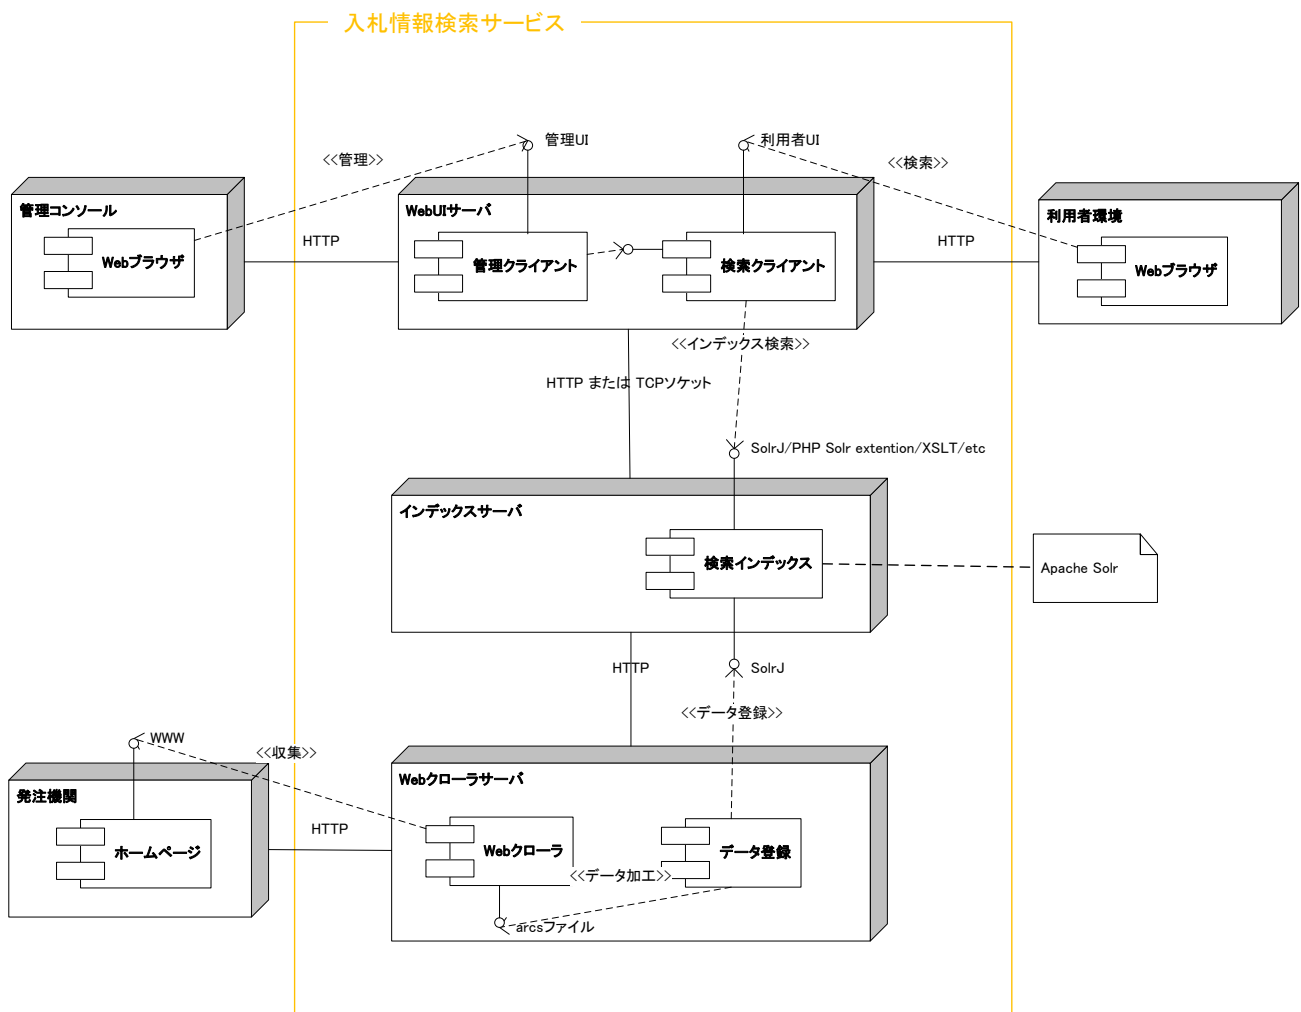 入札情報検索サービス
管理UI
利用者UI
<<管理>>
<<検索>>
管理コンソール
WebUIサーバ
利用者環境
HTTP
HTTP
Webブラウザ
管理クライアント
検索クライアント
Webブラウザ
<<インデックス検索>>
HTTP または TCPソケット
SolrJ/PHP Solr extention/XSLT/etc
インデックスサーバ
検索インデックス
Apache Solr
HTTP
SolrJ
<<データ登録>>
WWW
<<収集>>
発注機関
Webクローラサーバ
HTTP
ホームページ
Webクローラ
データ登録
<<データ加工>>
arcsファイル